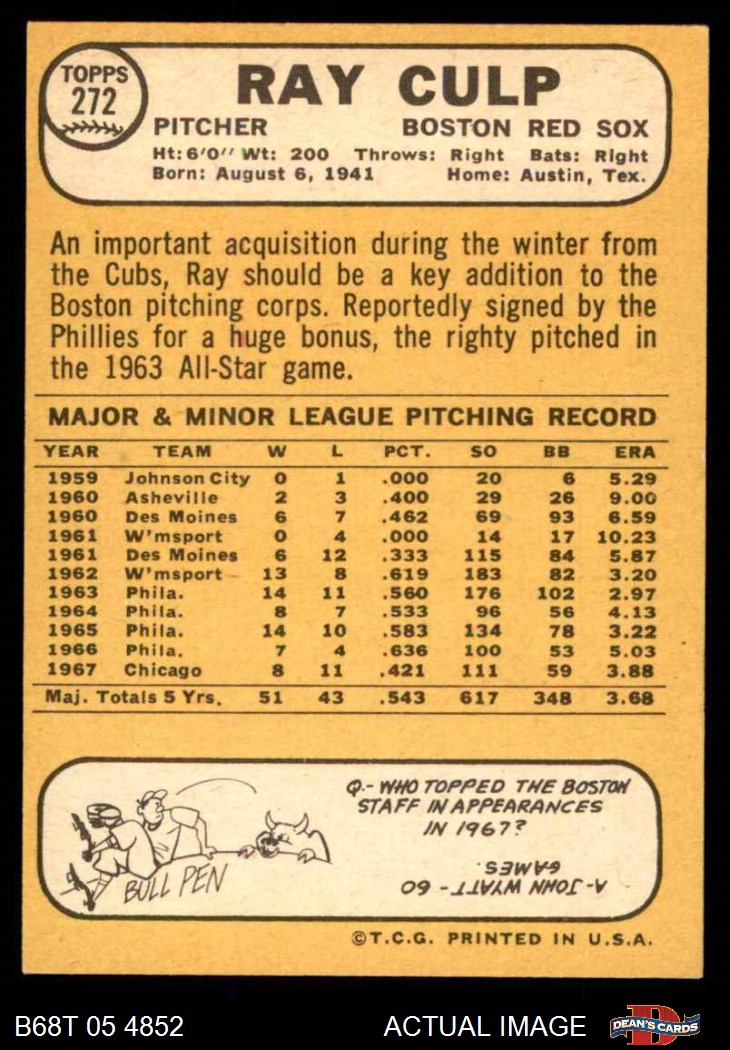 TOPPS
272
RAY CULP
PITCHER BOSTON RED SOX
Ht: 6'0'' Wt: 200 Throws: Right Bats: Right
Born: August 6, 1941 Home: Austin, Tex.
An important acquisition during the winter from
the Cubs, Ray should be a key addition to the
Boston pitching corps. Reportedly signed by the
Phillies for a huge bonus, the righty pitched in
the 1963 All-Star game.
MAJOR & MINOR LEAGUE PITCHING RECORD
YEAR TEAM W L PCT. SO BB ERA
1959 Johnson City 0 1 .000 20 6 5.29
1960 Asheville 2 3 .400 29 26 9.00
1960 Des Moines 6 7 .462 69 93 6.59
1961 W'msport 0 4 .000 14 17 10.23
1961 Des Moines 6 12 .333 115 84 5.87
1962 W'msport 13 8 .619 183 82 3.20
1963 Phila. 14 11 .560 176 102 2.97
1964 Phila. 8 7 .533 96 56 4.13
1965 Phila. 14 10 .583 134 78 3.22
1966 Phila. 7 4 .636 100 53 5.03
1967 Chicago 8 11 .421 111 59 3.88
Maj. Totals 5 Yrs. 51 43 .543 617 348 3.68
BULL PEN
Q.- WHO TOPPED THE BOSTON
STAFF IN APPEARANCES
IN 1967?
A- JOHN WYATT - 60
GAMES.
©T.C.G. PRINTED IN U.S.A.
B68T 05 4852 ACTUAL IMAGE
DEAN'S CARDS